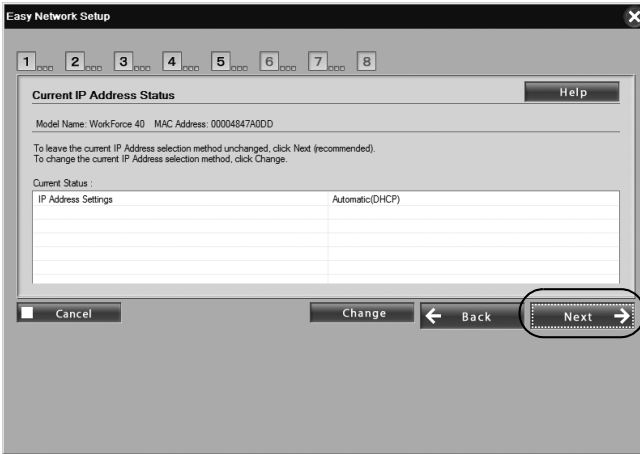 Easy Network Setup
1 2 3 4 5 6 7 8
Current IP Address Status
Help
Model Name: WorkForce 40 MAC Address: 00004847A0DD
To leave the current IP Address selection method unchanged, click Next (recommended).
To change the current IP Address selection method, click Change.
Current Status :
IP Address Settings Automatic(DHCP)
Cancel Change Back Next